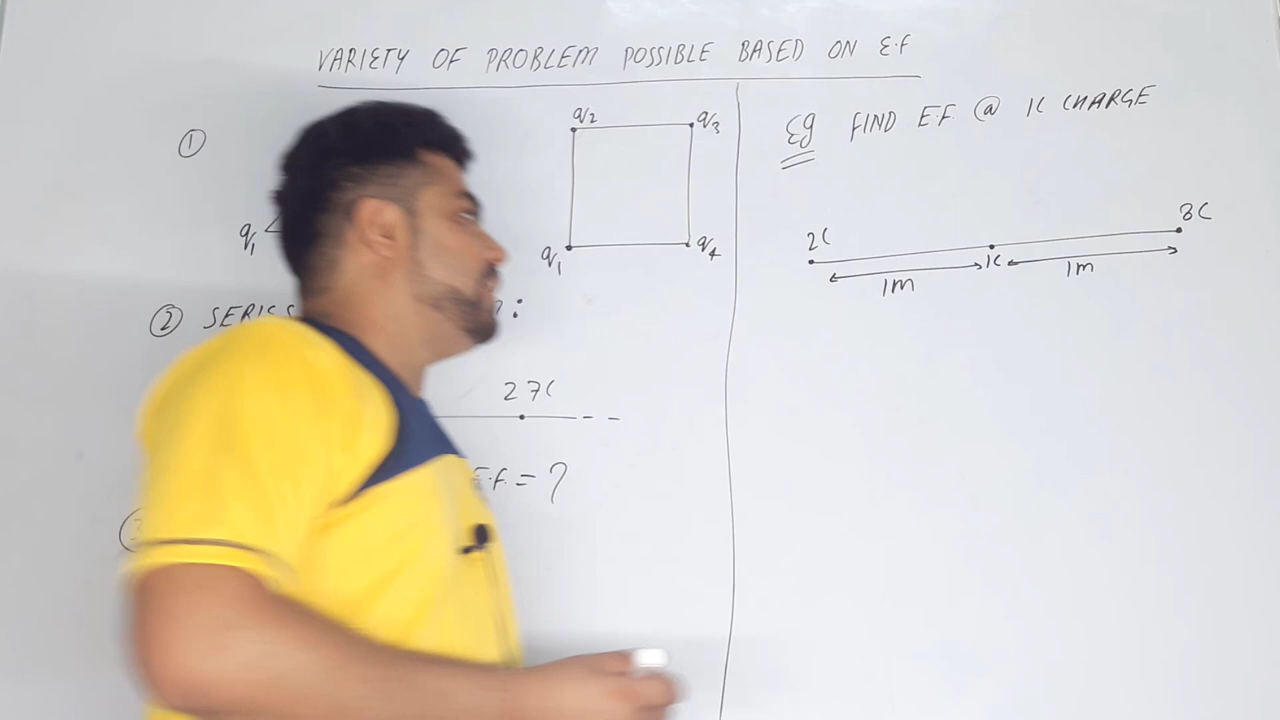 VARIETY OF PROBLEM POSSIBLE BASED ON E.F
①
q1
q2
q3
q1
q4
②
:
27C
E.F. = ?
Eg FIND E.F. @ 1C CHARGE
2C
1C
8C
1m
1m